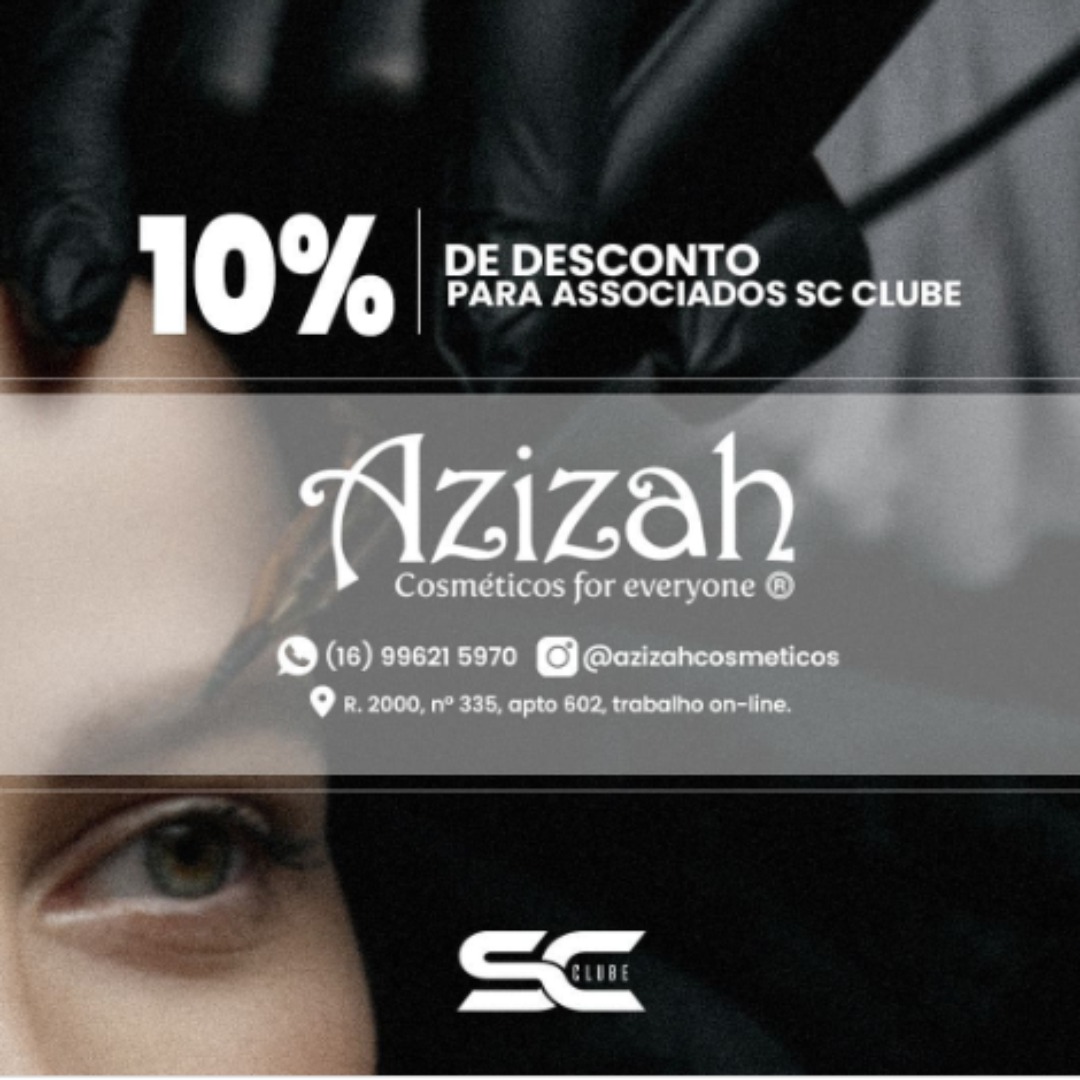 10%
DE DESCONTO
PARA ASSOCIADOS SC CLUBE
Azizah
Cosméticos for everyone ®
(16) 99621 5970 @azizahcosmeticos
R. 2000, nº 335, apto 602, trabalho on-line.
SC CLUBE